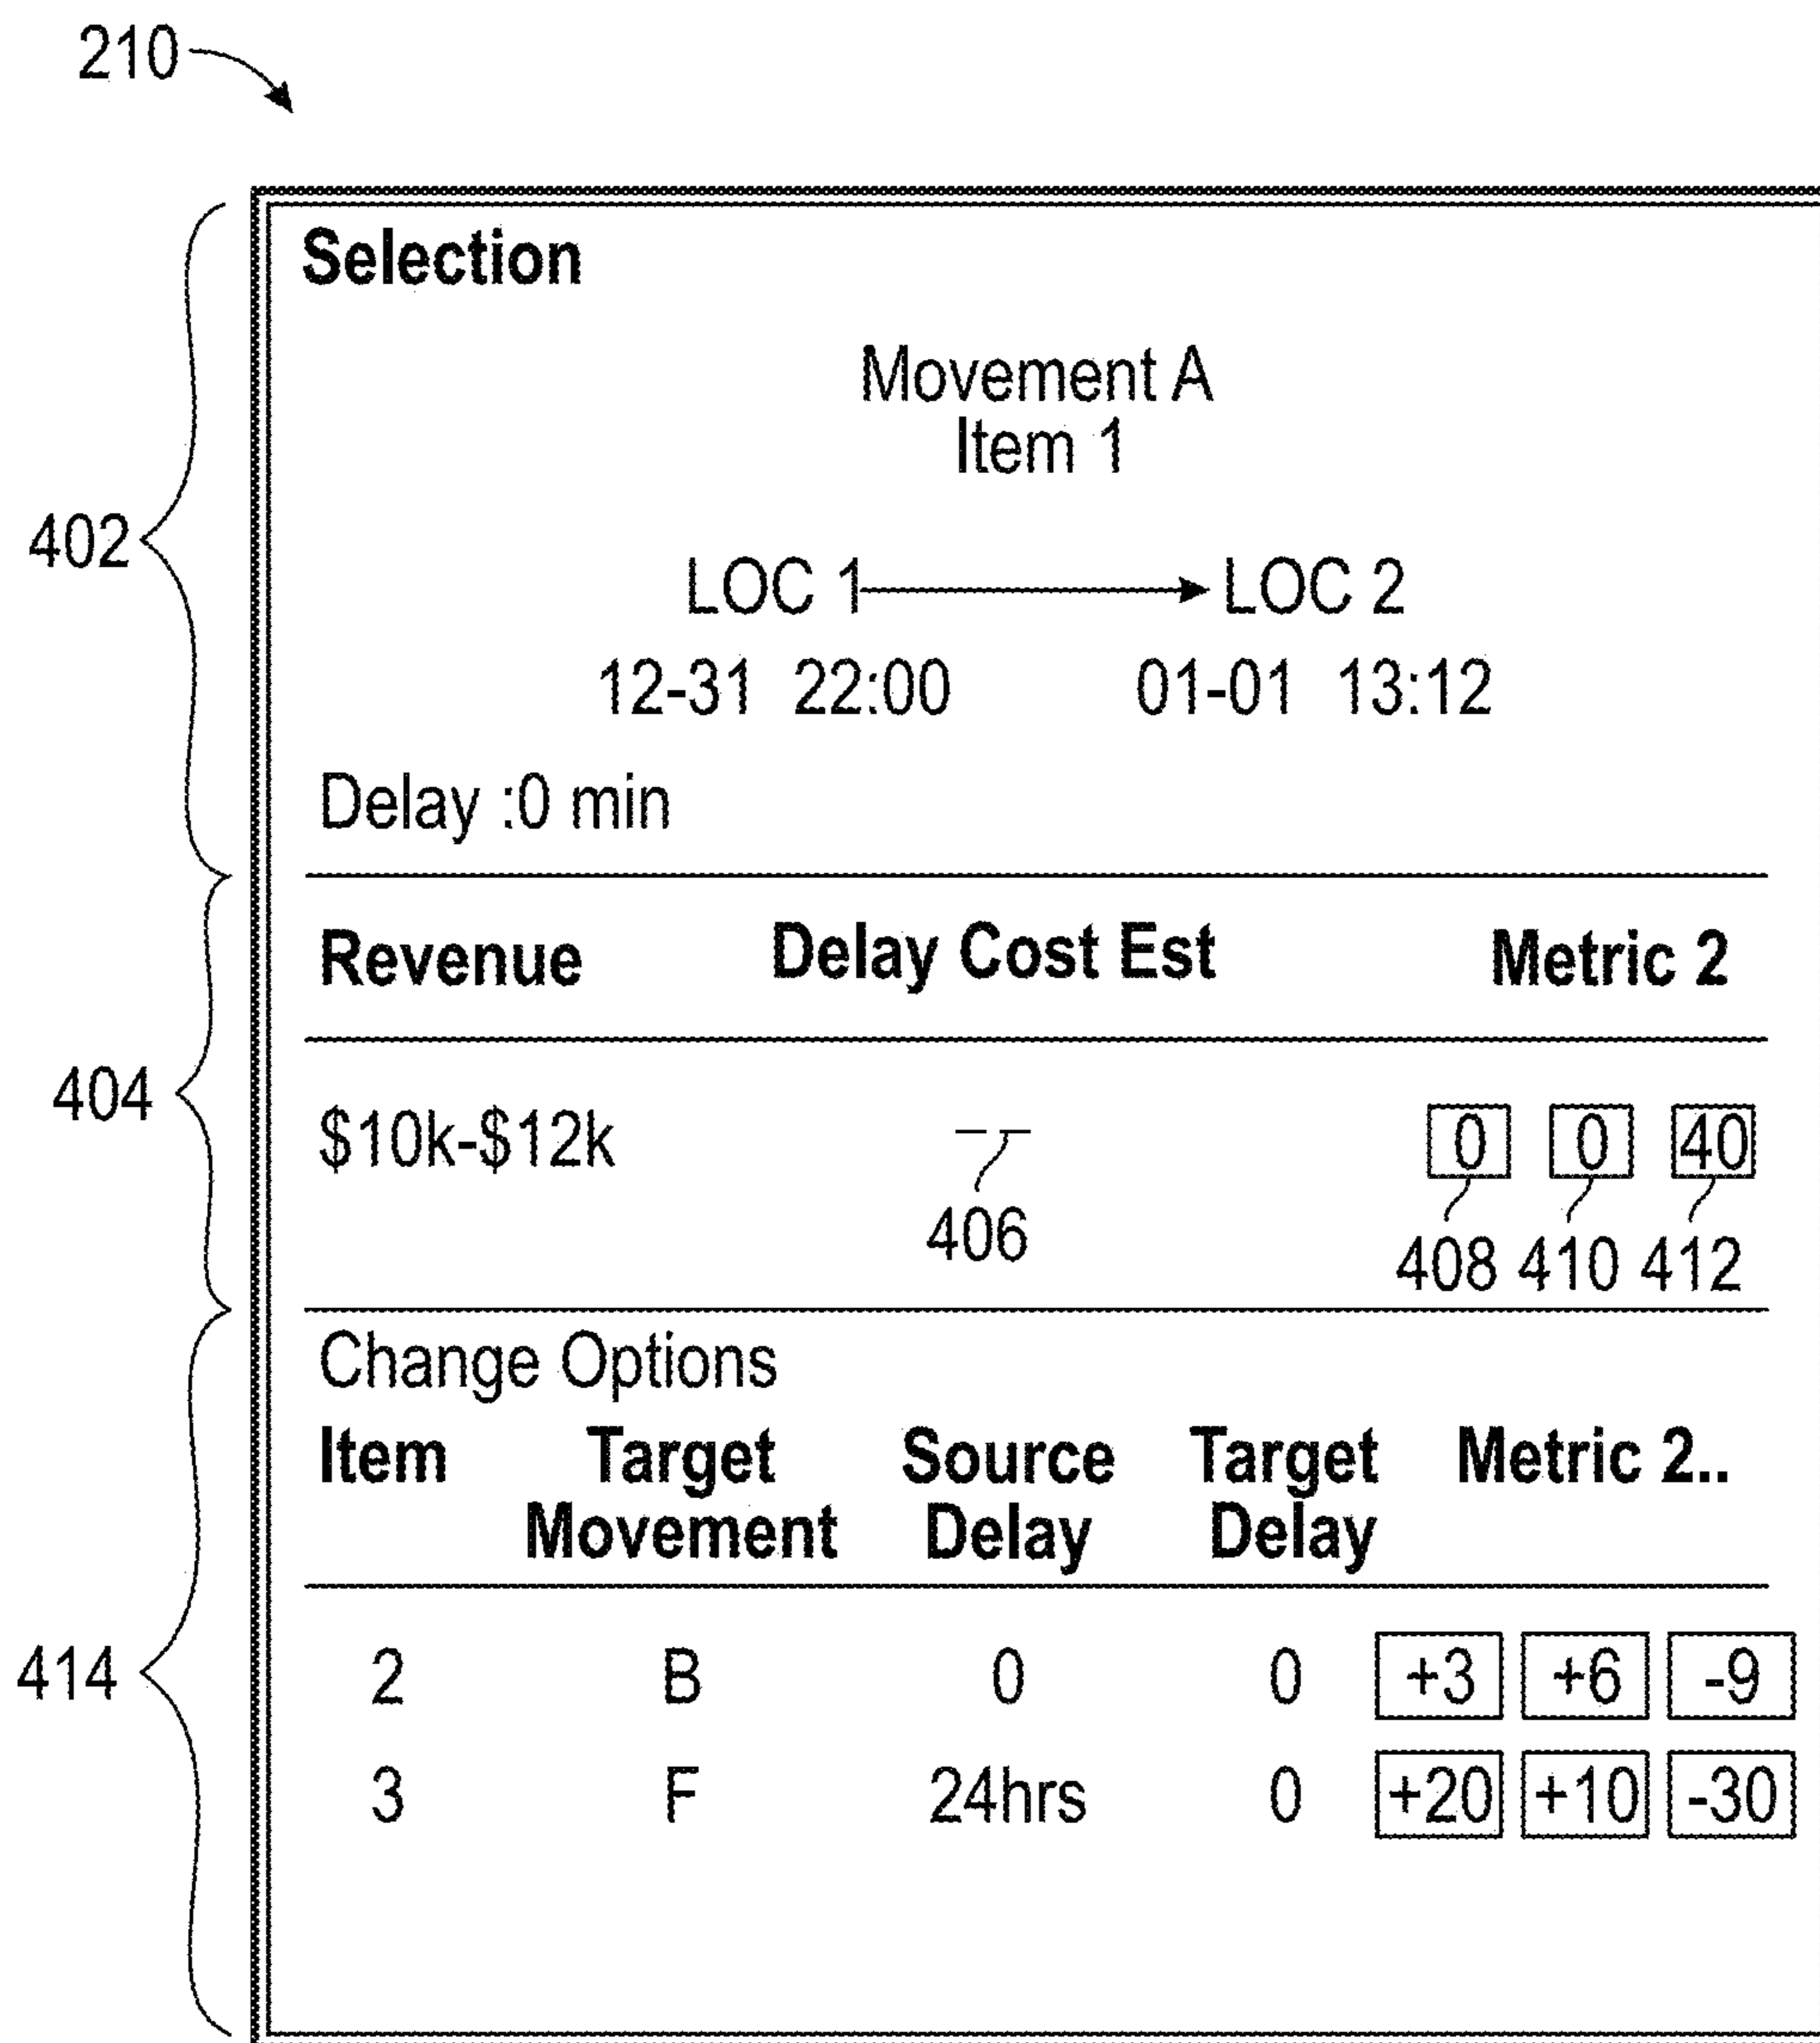 210
Selection
Movement A
Item 1
402
LOC 1 LOC 2
12-31 22:00 01-01 13:12
Delay :0 min
Revenue Delay Cost Est Metric 2
404
$10k-$12k -- 0 0 40
406 408 410 412
Change Options
Item Target Movement Source Delay Target Delay Metric 2..
414
2 B 0 0 +3 +6 -9
3 F 24hrs 0 +20 +10 -30